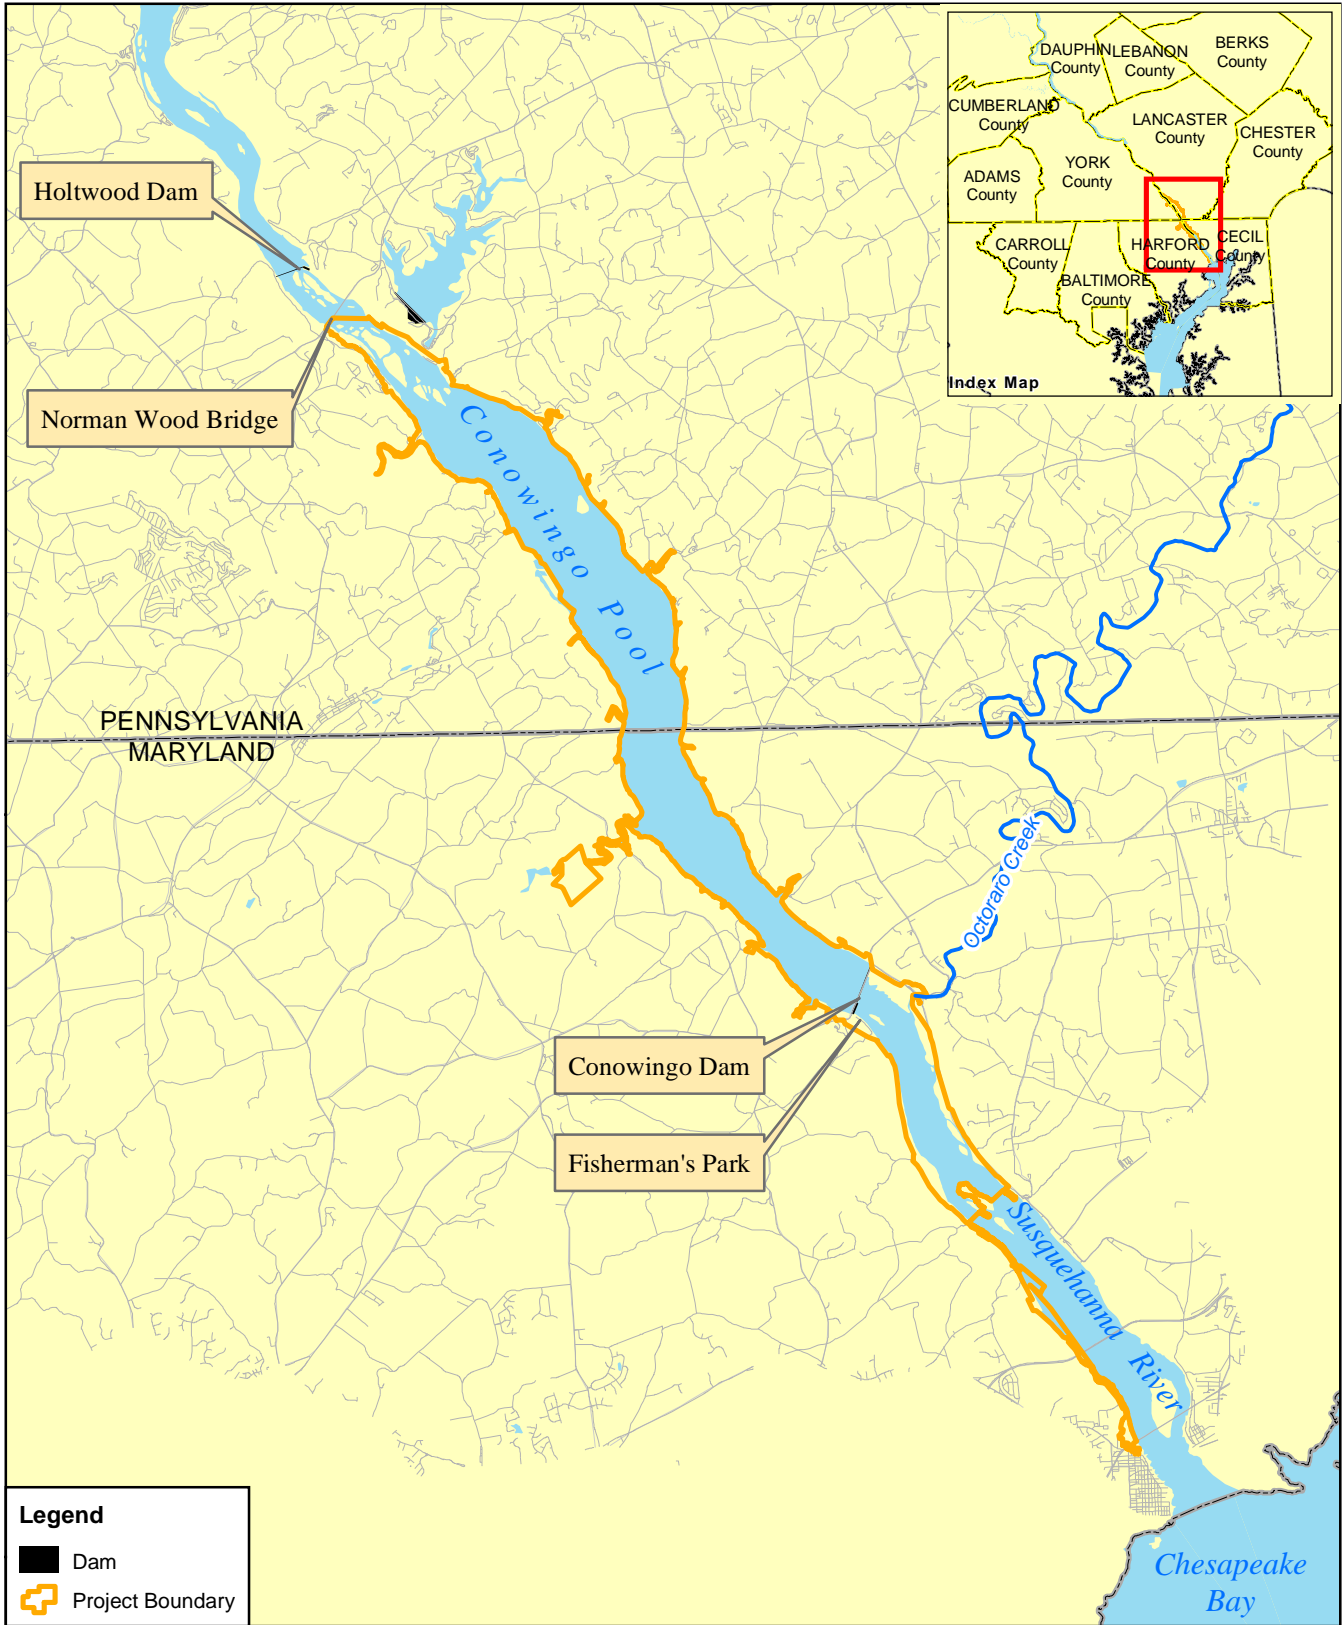 DAUPHIN
County
LEBANON
County
BERKS
County
CUMBERLAND
County
LANCASTER
County
CHESTER
County
ADAMS
County
YORK
County
CARROLL
County
HARFORD
County
CECIL
County
BALTIMORE
County
Index Map
Holtwood Dam
Norman Wood Bridge
Conowingo Pool
PENNSYLVANIA
MARYLAND
Octoraro Creek
Conowingo Dam
Fisherman's Park
Susquehanna River
Chesapeake
Bay
Legend
Dam
Project Boundary